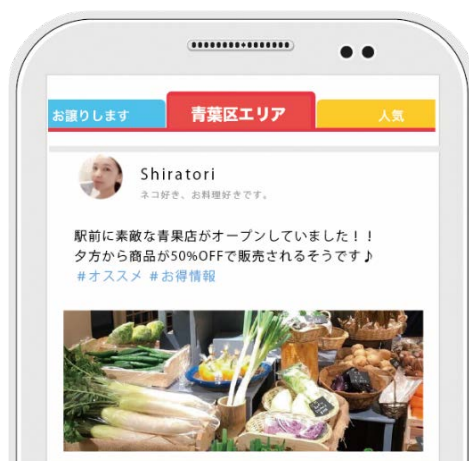 お譲りします
青葉区エリア
人気
Shiratori
ネコ好き、お料理好きです。
駅前に素敵な青果店がオープンしていました！！
夕方から商品が50%OFFで販売されるそうです♪
#オススメ #お得情報